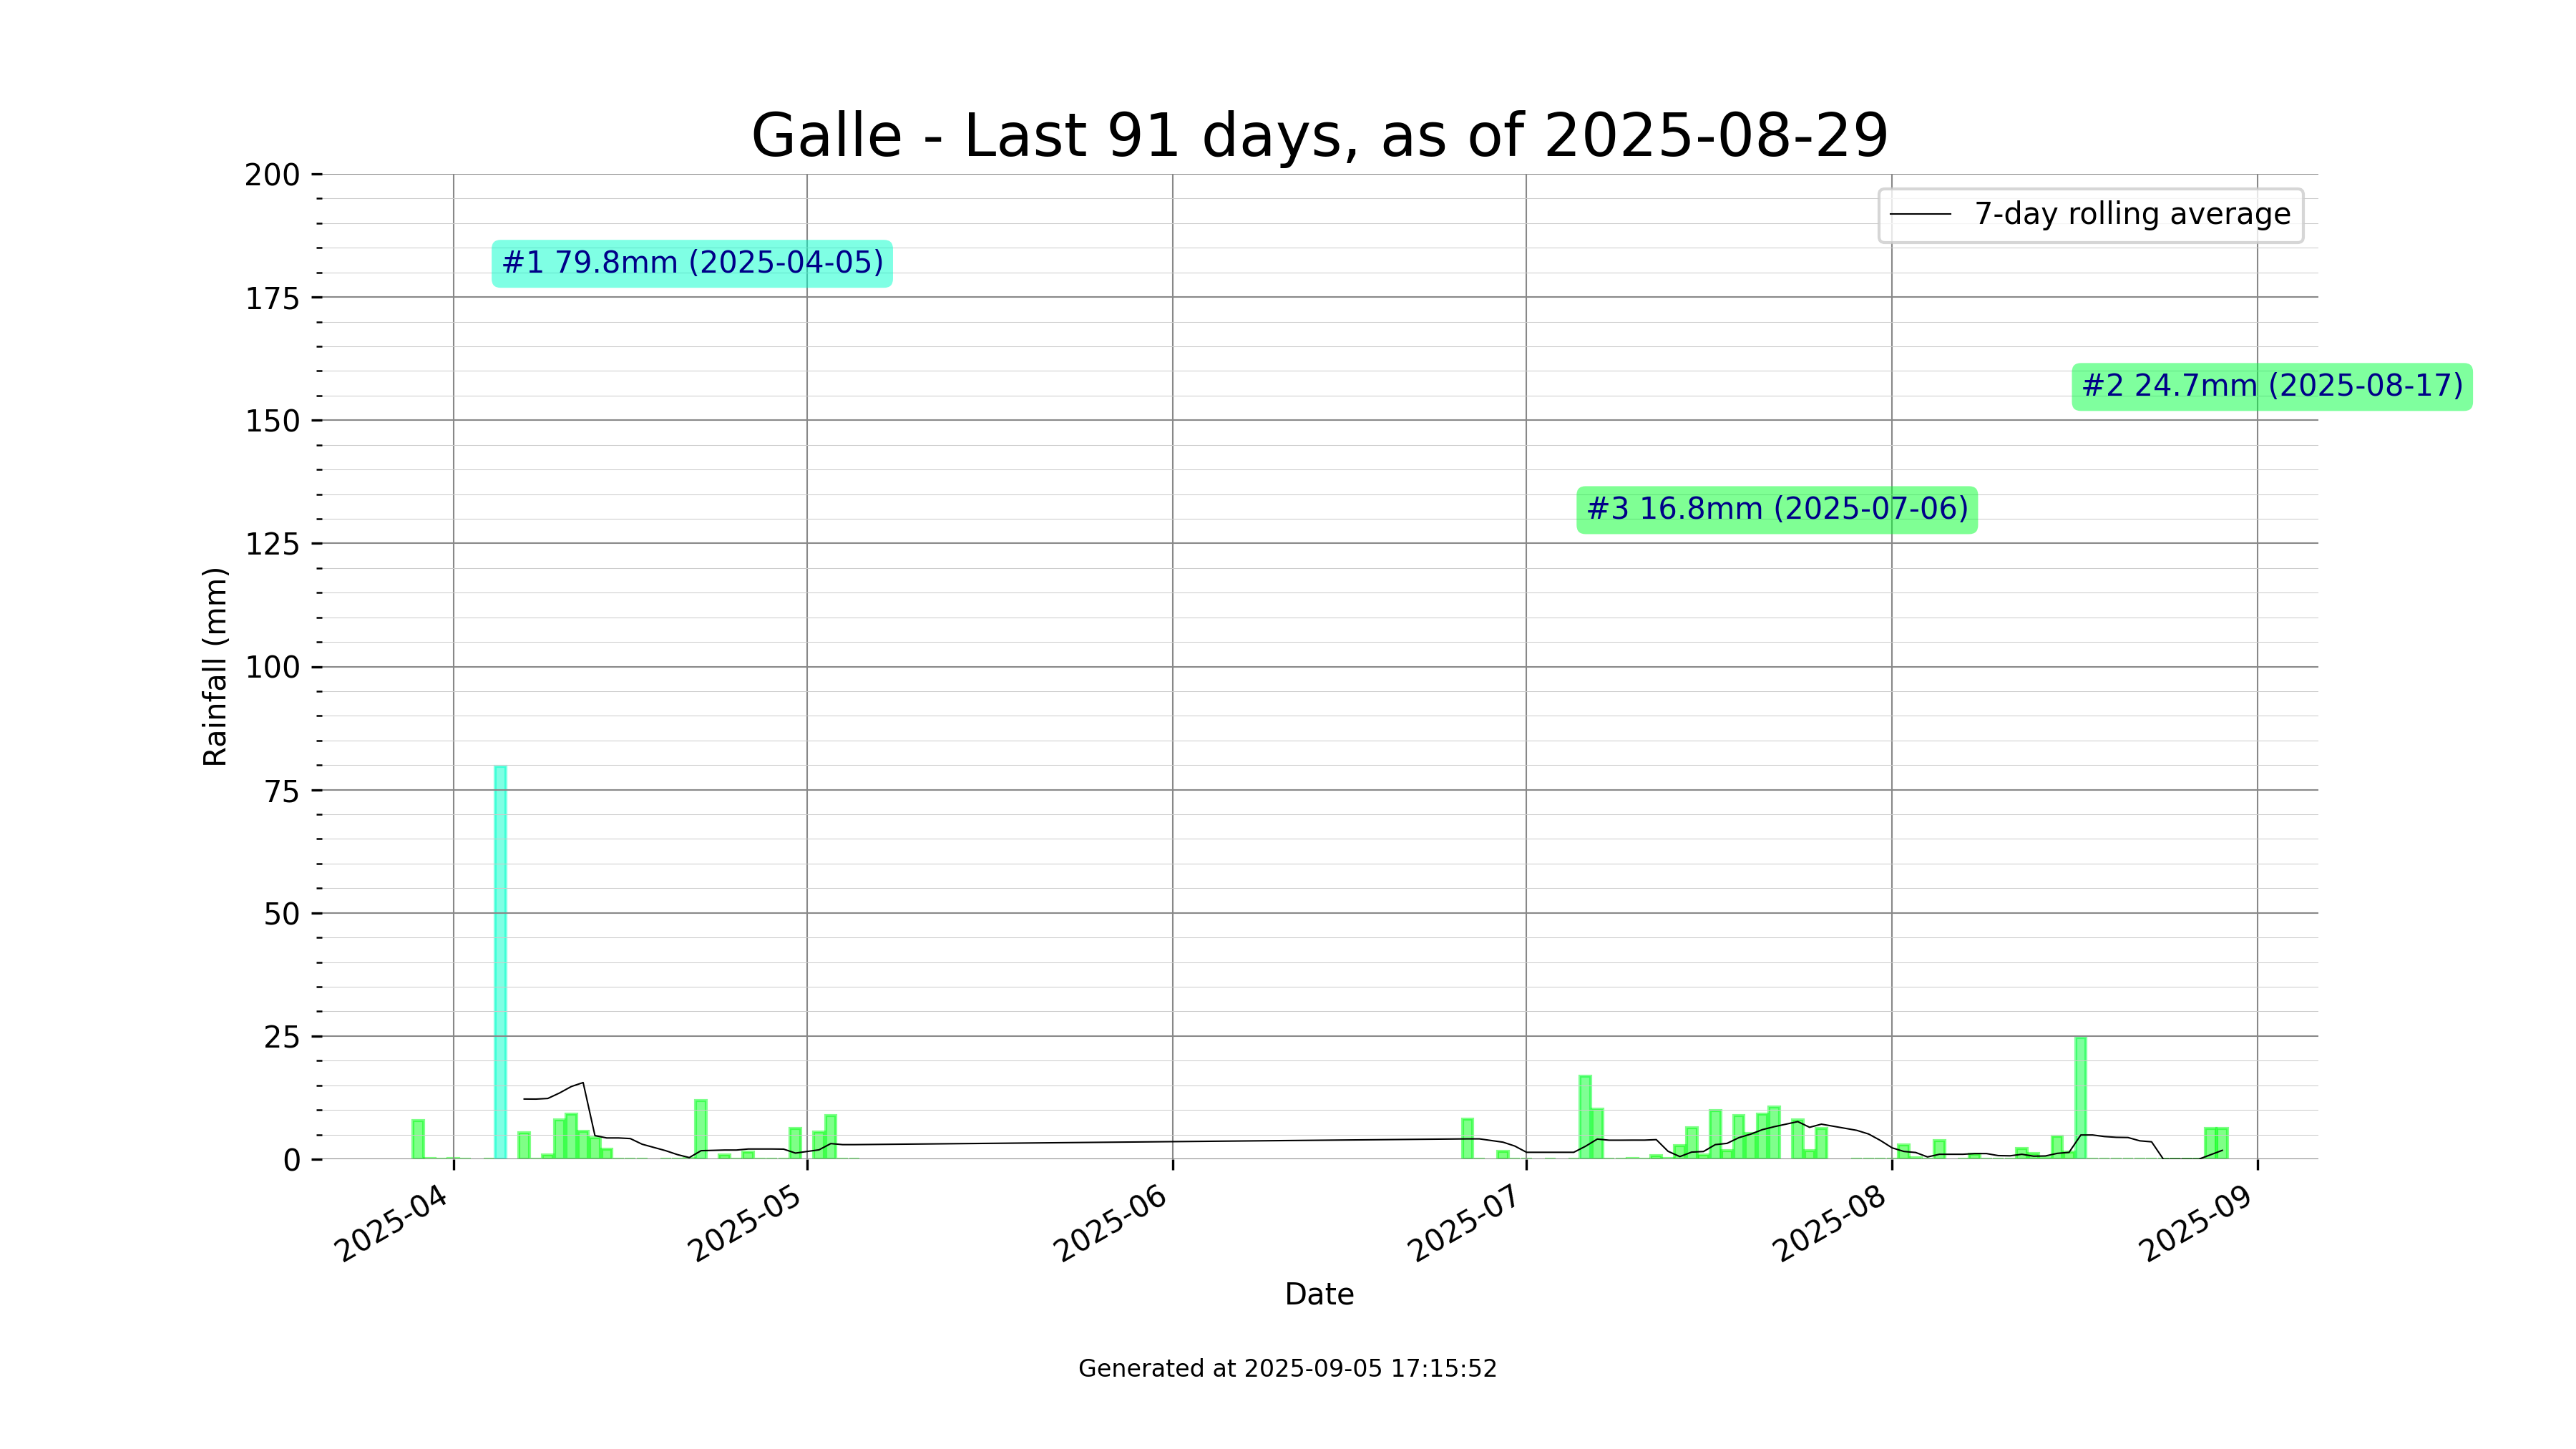 Galle - Last 91 days, as of 2025-08-29
200
175
150
125
100
75
50
25
0
Rainfall (mm)
7-day rolling average
#1 79.8mm (2025-04-05)
#2 24.7mm (2025-08-17)
#3 16.8mm (2025-07-06)
2025-04
2025-05
2025-06
2025-07
2025-08
2025-09
Date
Generated at 2025-09-05 17:15:52